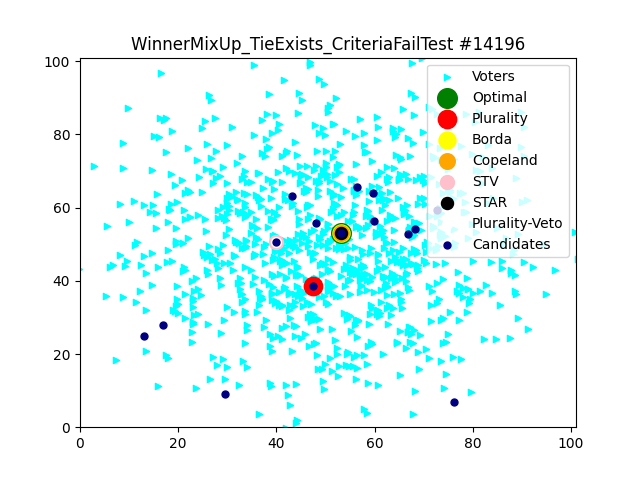 WinnerMixUp_TieExists_CriteriaFailTest #14196
100
80
60
40
20
0
0
20
40
60
80
100
Voters
Optimal
Plurality
Borda
Copeland
STV
STAR
Plurality-Veto
Candidates